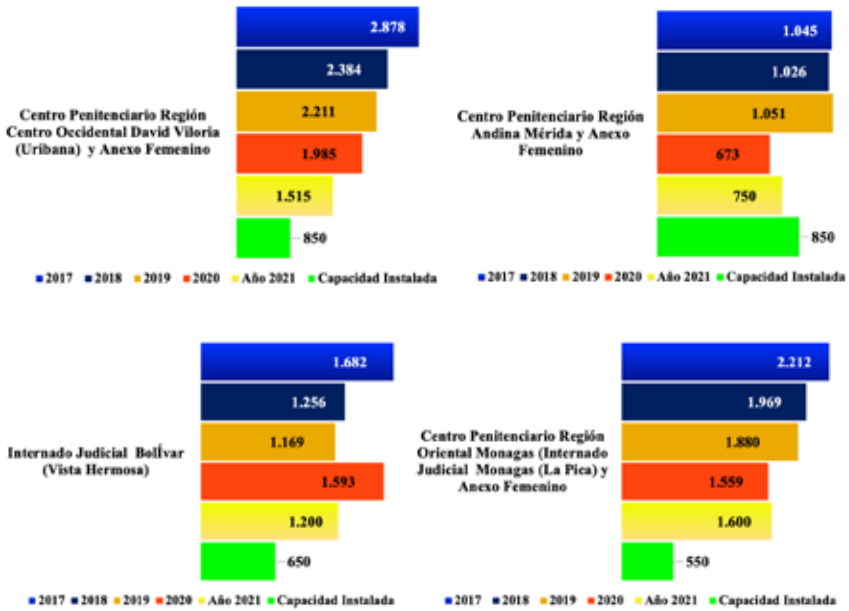 2.878
2.384
2.211
1.985
1.515
850
Centro Penitenciario Región
Centro Occidental David Viloria
(Uribana) y Anexo Femenino
2017 2018 2019 2020 Año 2021 Capacidad Instalada
1.045
1.026
1.051
673
750
850
Centro Penitenciario Región
Andina Mérida y Anexo
Femenino
2017 2018 2019 2020 Año 2021 Capacidad Instalada
1.682
1.256
1.169
1.593
1.200
650
Internado Judicial BolÍvar
(Vista Hermosa)
2017 2018 2019 2020 Año 2021 Capacidad Instalada
2.212
1.969
1.880
1.559
1.600
550
Centro Penitenciario Región
Oriental Monagas (Internado
Judicial Monagas (La Pica) y
Anexo Femenino
2017 2018 2019 2020 Año 2021 Capacidad Instalada